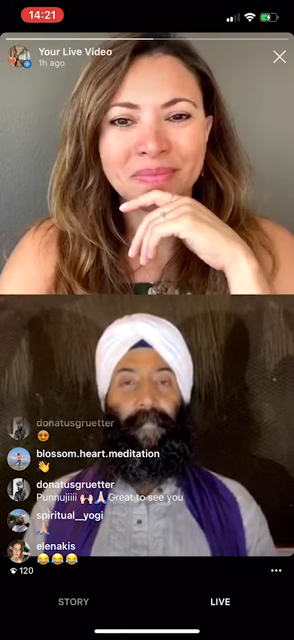 14:21
Your Live Video
1h ago
donatusgruetter
😍
blossom.heart.meditation
👋
donatusgruetter
Punnujiiii 🙌🏻🙏🏻 Great to see you
spiritual__yogi
🙏🏼
elenakis
😂😂😂
120
STORY
LIVE